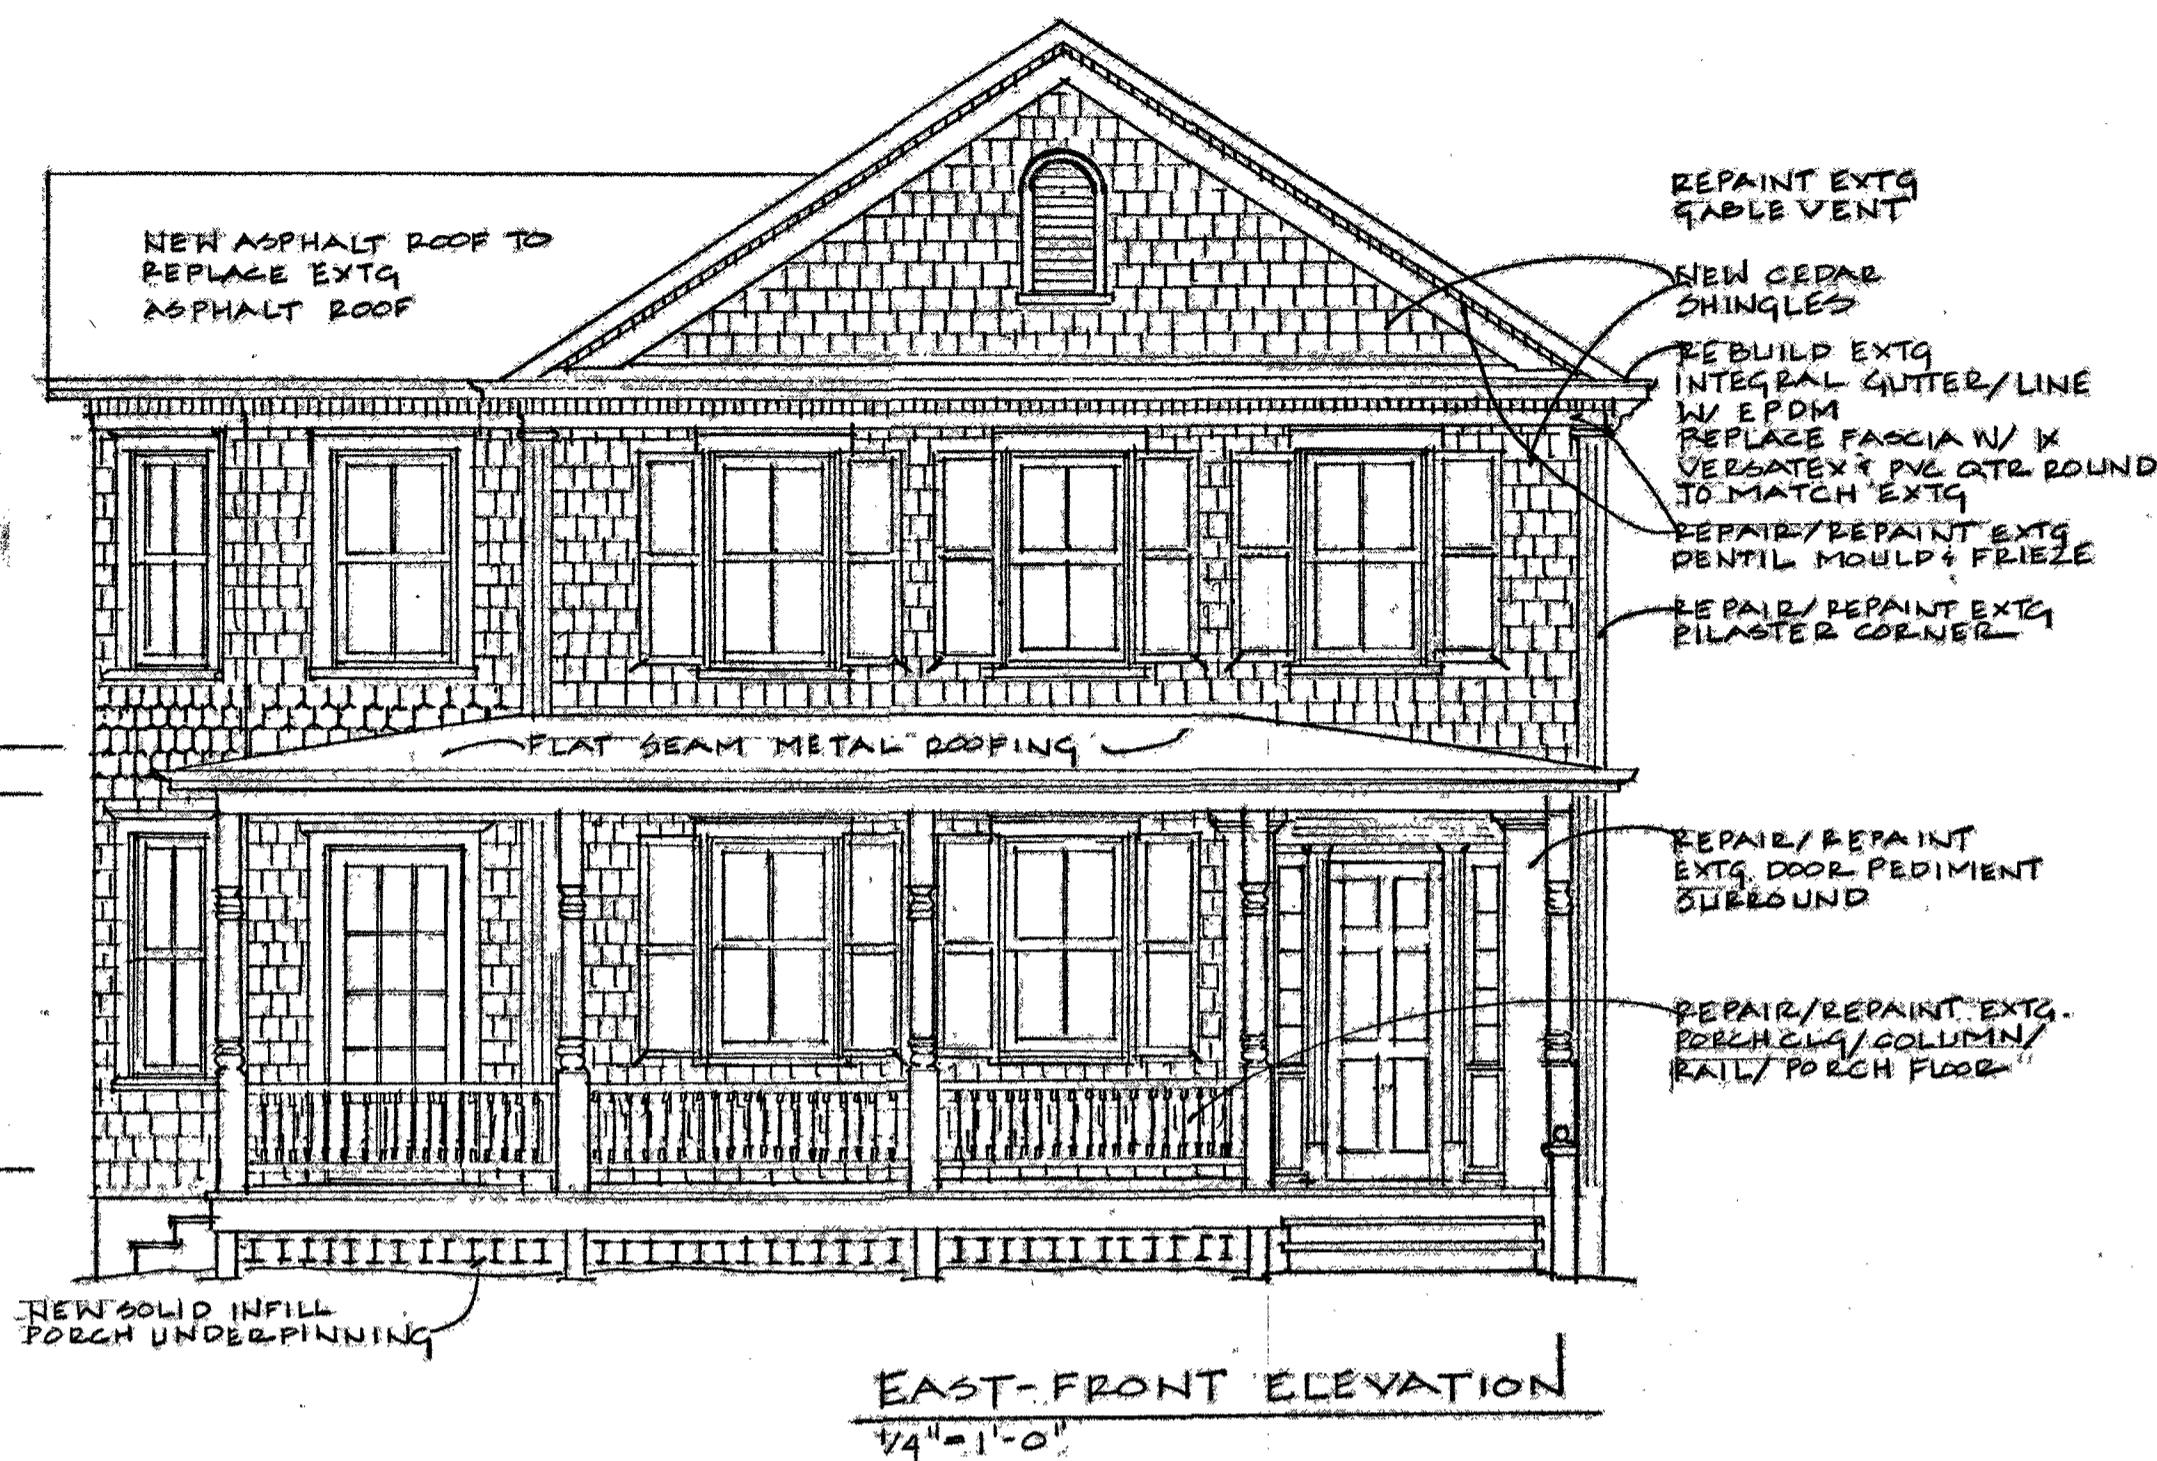 REPAINT EXTG
GABLE VENT
NEW ASPHALT ROOF TO
REPLACE EXTG
ASPHALT ROOF
NEW CEDAR
SHINGLES
REBUILD EXTG
INTEGRAL GUTTER/LINE
W/ EPDM
REPLACE FASCIA W/ 1X
VERSATEX & PVC QTR ROUND
TO MATCH EXTG
REPAIR/REPAINT EXTG
DENTIL MOULD & FRIEZE
REPAIR/REPAINT EXTG
PILASTER CORNER
FLAT SEAM METAL ROOFING
REPAIR/REPAINT
EXTG. DOOR PEDIMENT
SURROUND
REPAIR/REPAINT EXTG.
PORCH CLG/COLUMN/
RAIL/PORCH FLOOR
NEW SOLID INFILL
PORCH UNDERPINNING
EAST-FRONT ELEVATION
1/4"=1'-0"